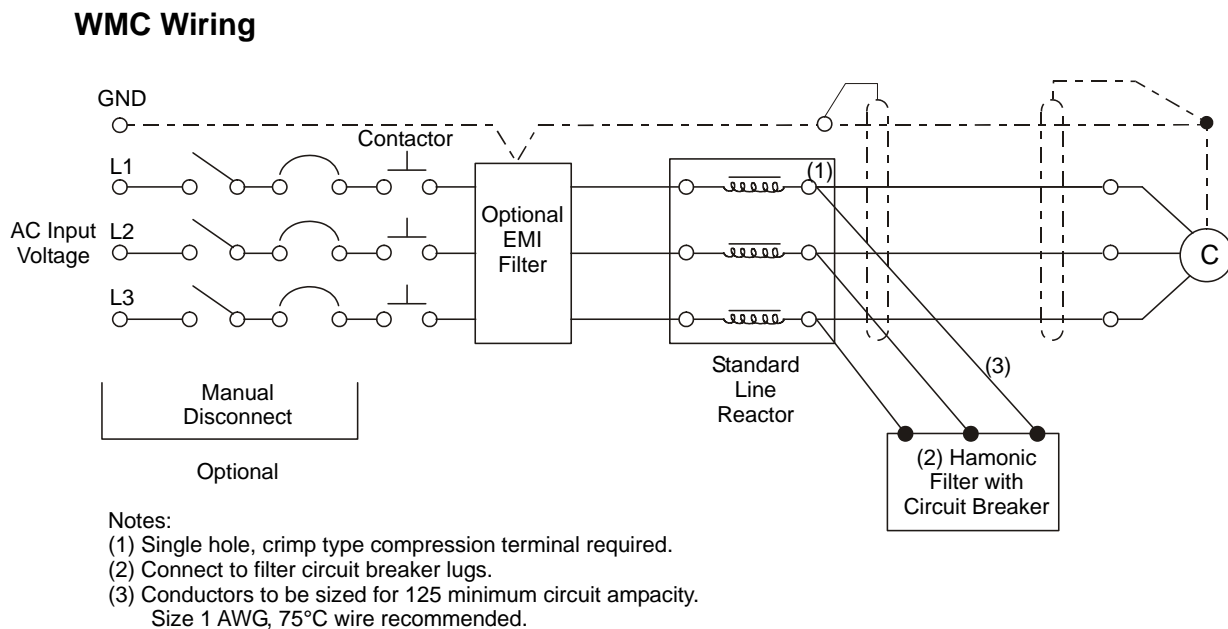 WMC Wiring
GND
Contactor
L1
(1)
AC Input
Voltage
L2
Optional
EMI
Filter
C
L3
Standard
Line
Reactor
(3)
Manual
Disconnect
Optional
(2) Hamonic
Filter with
Circuit Breaker
Notes:
(1) Single hole, crimp type compression terminal required.
(2) Connect to filter circuit breaker lugs.
(3) Conductors to be sized for 125 minimum circuit ampacity.
Size 1 AWG, 75°C wire recommended.